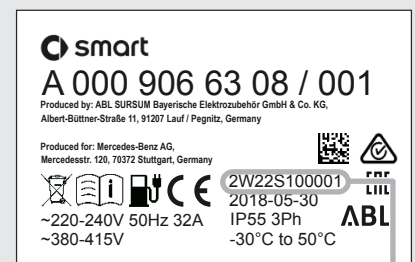 smart
A 000 906 63 08 / 001
Produced by: ABL SURSUM Bayerische Elektrozubehör GmbH & Co. KG,
Albert-Büttner-Straße 11, 91207 Lauf / Pegnitz, Germany
Produced for: Mercedes-Benz AG,
Mercedesstr. 120, 70372 Stuttgart, Germany
i CE 2W22S100001 EAC
2018-05-30
~220-240V 50Hz 32A IP55 3Ph ABL
~380-415V -30°C to 50°C